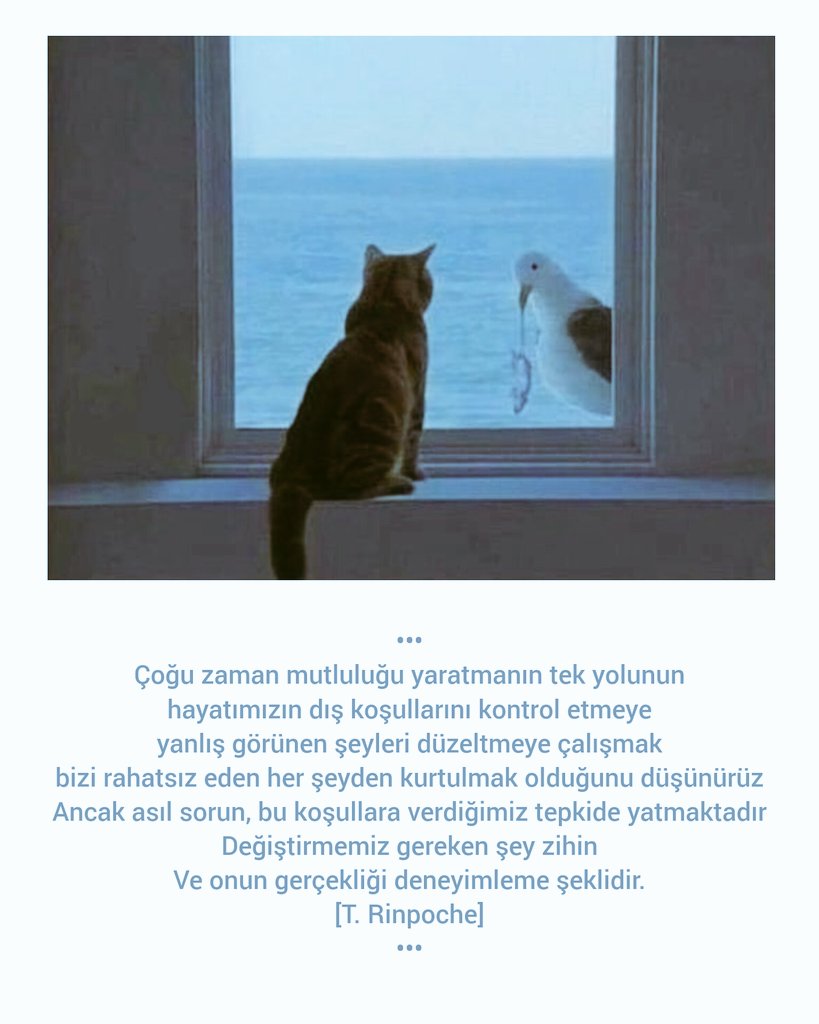 •••
Çoğu zaman mutluluğu yaratmanın tek yolunun
hayatımızın dış koşullarını kontrol etmeye
yanlış görünen şeyleri düzeltmeye çalışmak
bizi rahatsız eden her şeyden kurtulmak olduğunu düşünürüz
Ancak asıl sorun, bu koşullara verdiğimiz tepkide yatmaktadır
Değiştirmemiz gereken şey zihin
Ve onun gerçekliği deneyimleme şeklidir.
[T. Rinpoche]
•••